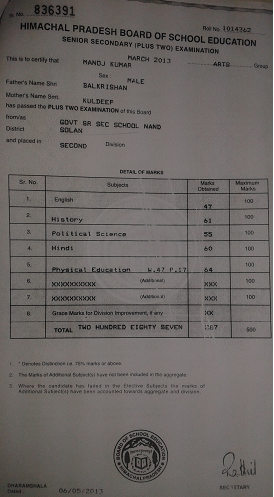 Sr. No. 836391
Roll No. 1014342
HIMACHAL PRADESH BOARD OF SCHOOL EDUCATION
SENIOR SECONDARY (PLUS TWO) EXAMINATION
MARCH 2013
This is to certify that MANOJ KUMAR ARTS Group
Sex MALE
Father's Name Shri BALKRISHAN
Mother's Name Smt. KULDEEP
has passed the PLUS TWO EXAMINATION of this Board
from/as GOVT SR SEC SCHOOL NAND
District SOLAN
and placed in SECOND Division
DETAIL OF MARKS
Sr. No. Subjects Marks Obtained Maximum Marks
1. English 47 100
2. History 61 100
3. Political Science 55 100
4. Hindi 60 100
5. Physical Education W.47 P.17 64 100
6. XXXXXXXXXX (Additional) XXX 100
7. XXXXXXXXXX (Additional) XXX 100
8. Grace Marks for Division Improvement, if any XX
TOTAL TWO HUNDRED EIGHTY SEVEN 500
1. * Denotes Distinction i.e. 75% marks or above
2. The Marks of Additional Subject(s) have not been included in the aggregate.
3. Where the candidate has failed in the Elective Subjects the marks of
Additional Subject(s) have been accounted towards aggregate and division.
BOARD OF SCHOOL EDUCATION
HIMACHAL PRADESH
DHARAMSHALA
Dated : 06/05/2013
SECRETARY